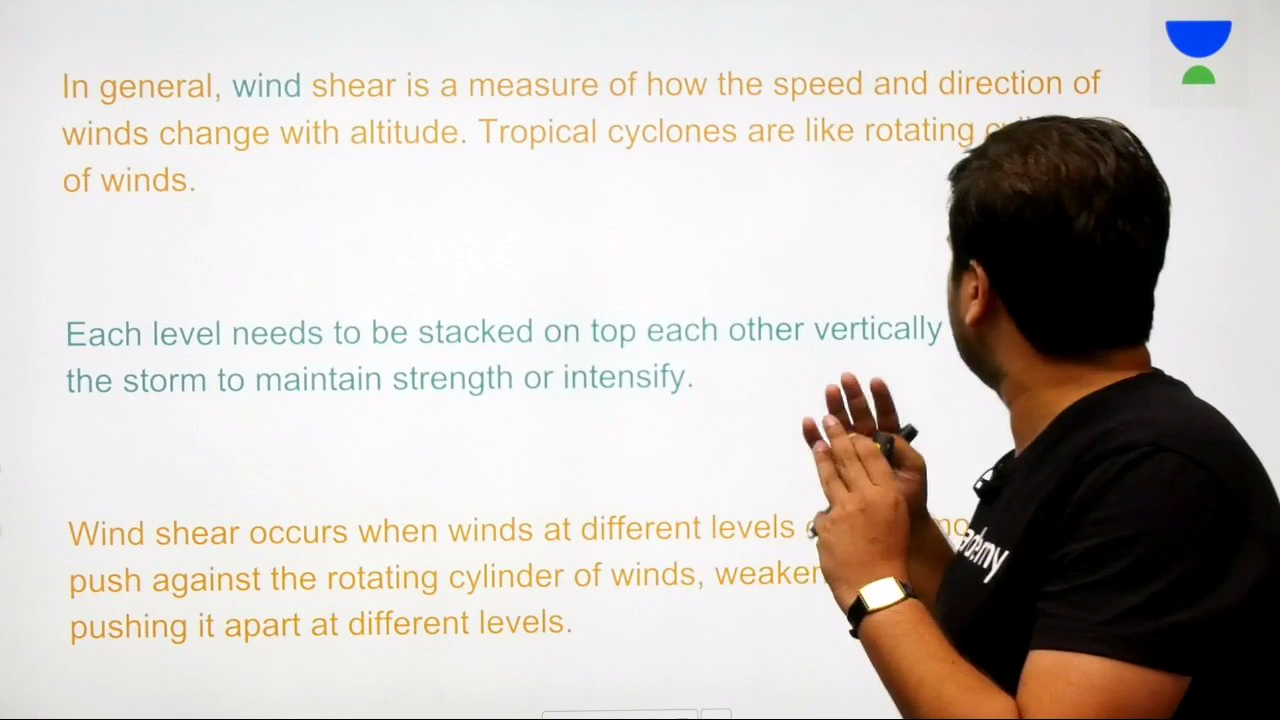 In general, wind shear is a measure of how the speed and direction of
winds change with altitude. Tropical cyclones are like rotating
of winds.
Each level needs to be stacked on top each other vertically
the storm to maintain strength or intensify.
Wind shear occurs when winds at different levels
push against the rotating cylinder of winds,
pushing it apart at different levels.